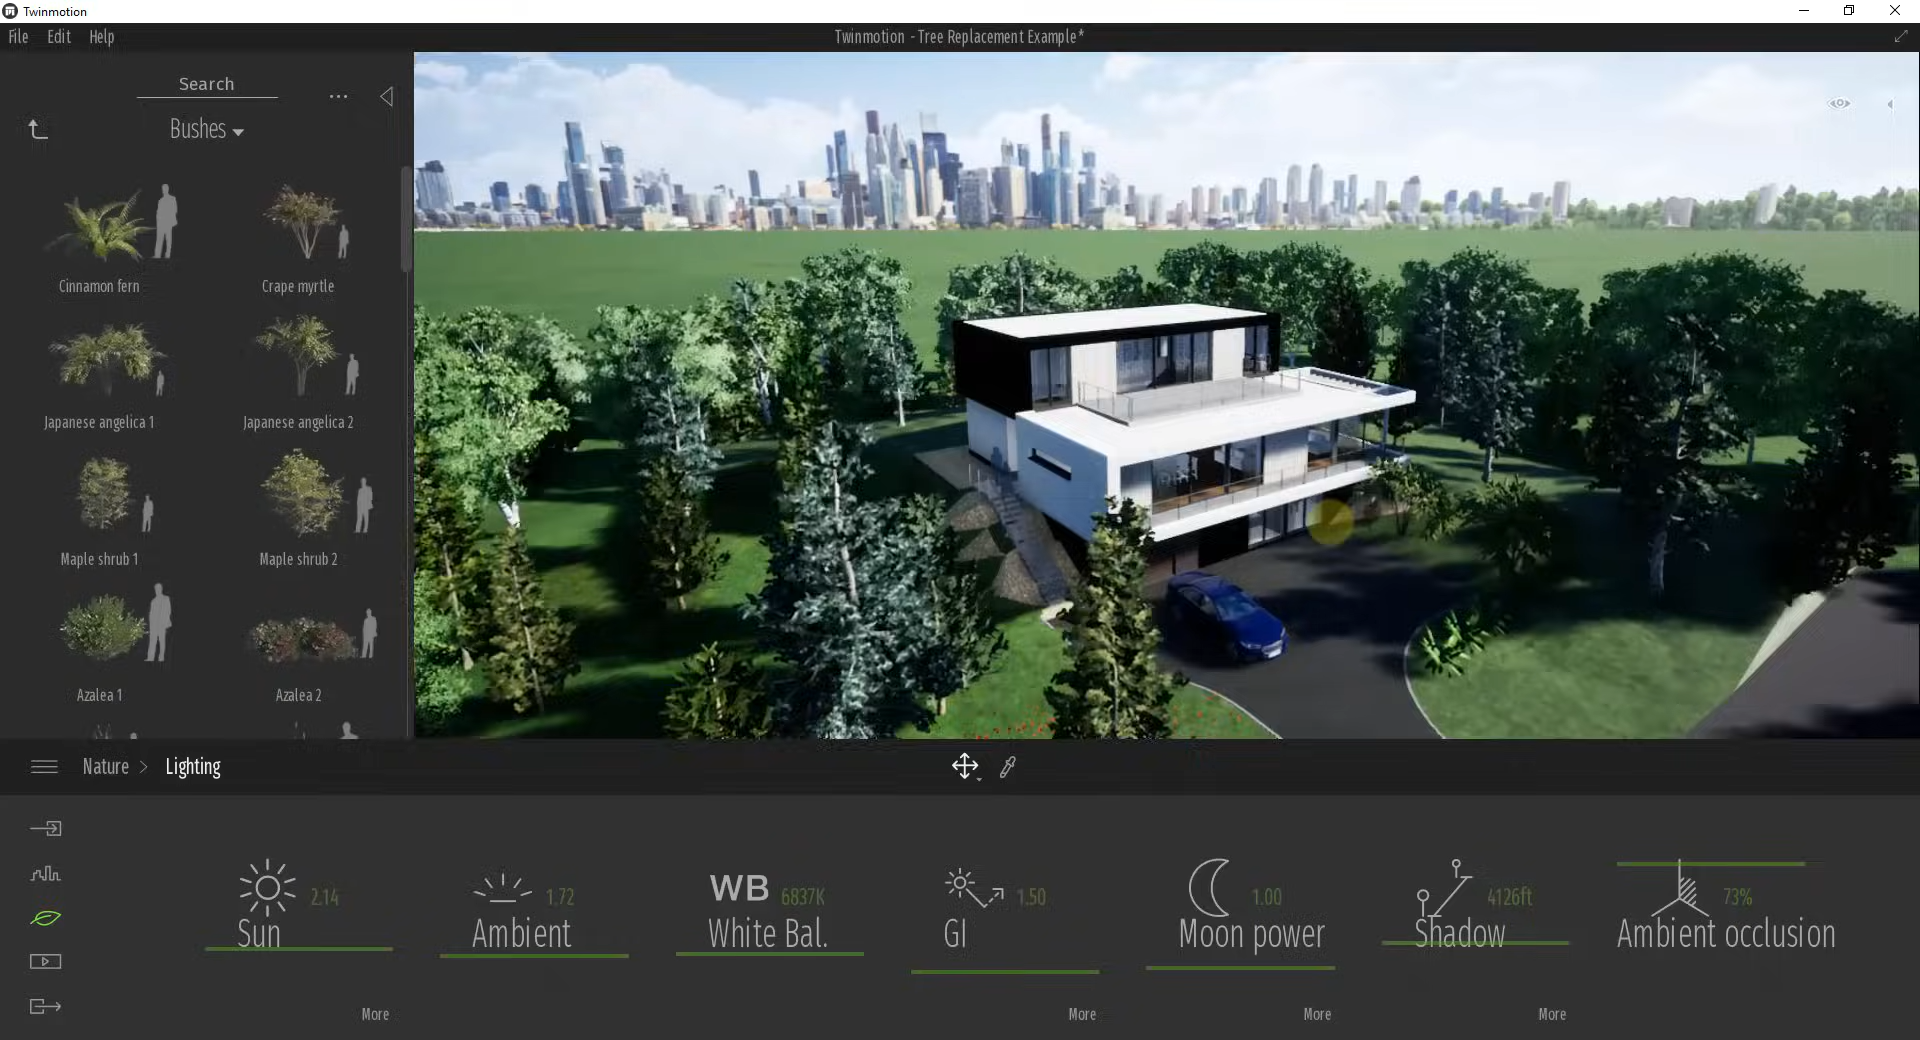 Twinmotion
File Edit Help
Twinmotion - Tree Replacement Example*
Search
...
Bushes
Cinnamon fern
Crape myrtle
Japanese angelica 1
Japanese angelica 2
Maple shrub 1
Maple shrub 2
Azalea 1
Azalea 2
Nature > Lighting
2.14
Sun
More
1.72
Ambient
WB 6837K
White Bal.
1.50
GI
More
1.00
Moon power
More
4126ft
Shadow
More
73%
Ambient occlusion